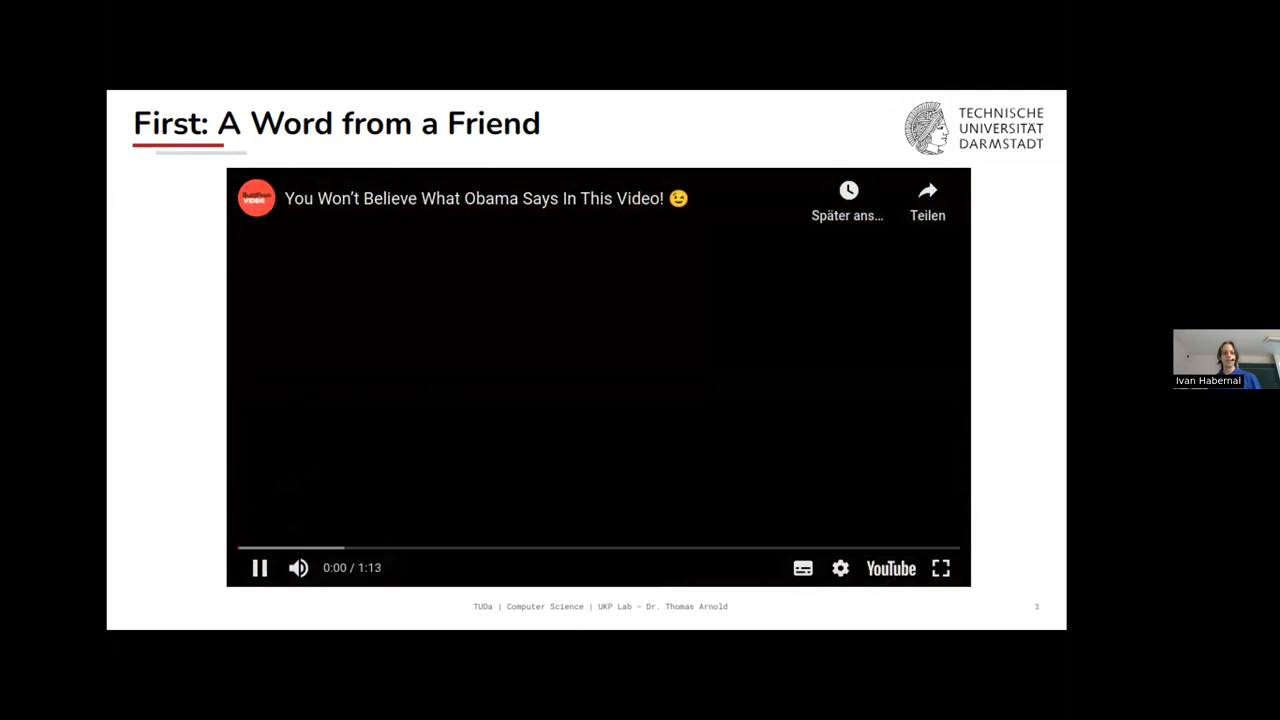 First: A Word from a Friend
TECHNISCHE
UNIVERSITÄT
DARMSTADT
You Won’t Believe What Obama Says In This Video! 😉
Später ans...
Teilen
VIDEO
Ivan Habernal
0:00 / 1:13
YouTube
TUDa | Computer Science | UKP Lab – Dr. Thomas Arnold